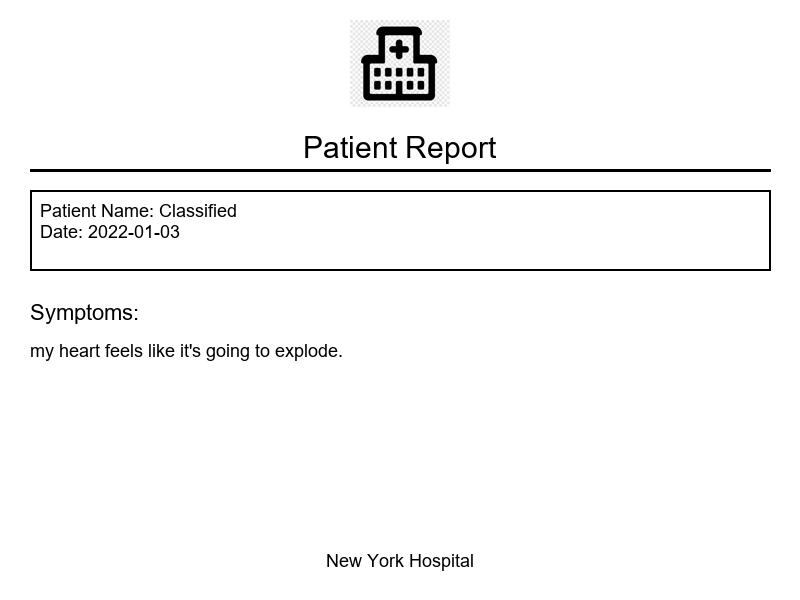 Patient Report
Patient Name: Classified
Date: 2022-01-03
Symptoms:
my heart feels like it's going to explode.
New York Hospital